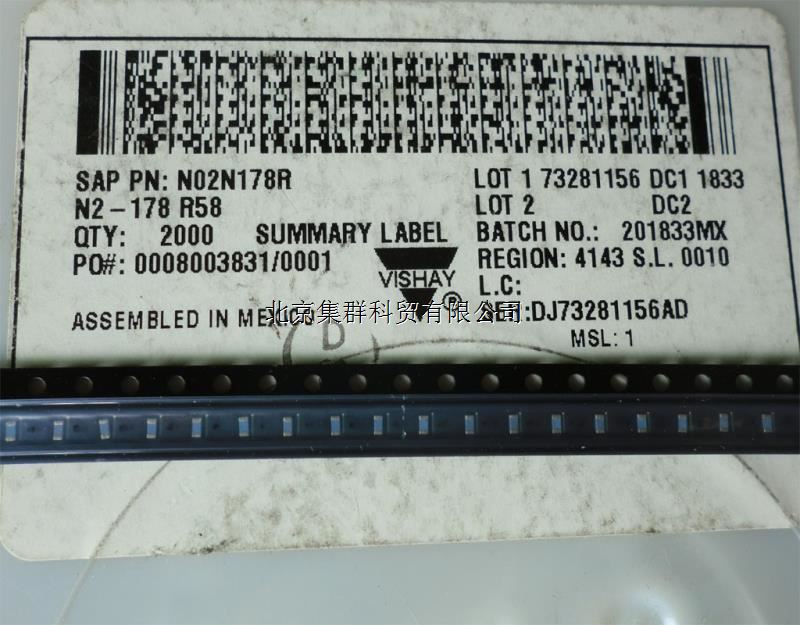 SAP PN: N02N178R
LOT 1 73281156 DC1 1833
N2-178 R58
LOT 2 DC2
QTY: 2000 SUMMARY LABEL
BATCH NO.: 201833MX
PO#: 0008003831/0001
REGION: 4143 S.L. 0010
VISHAY
®
L.C:
北京集群科贸有限公司
:DJ73281156AD
ASSEMBLED IN MEXICO
D
MSL: 1